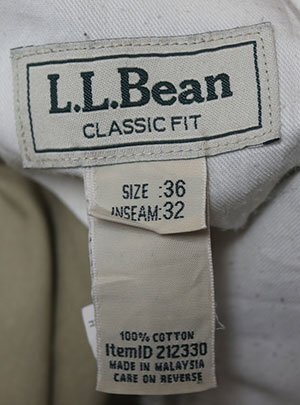 L.L.Bean
CLASSIC FIT
SIZE :36
INSEAM:32
100% COTTON
ItemID 212330
MADE IN MALAYSIA
CARE ON REVERSE